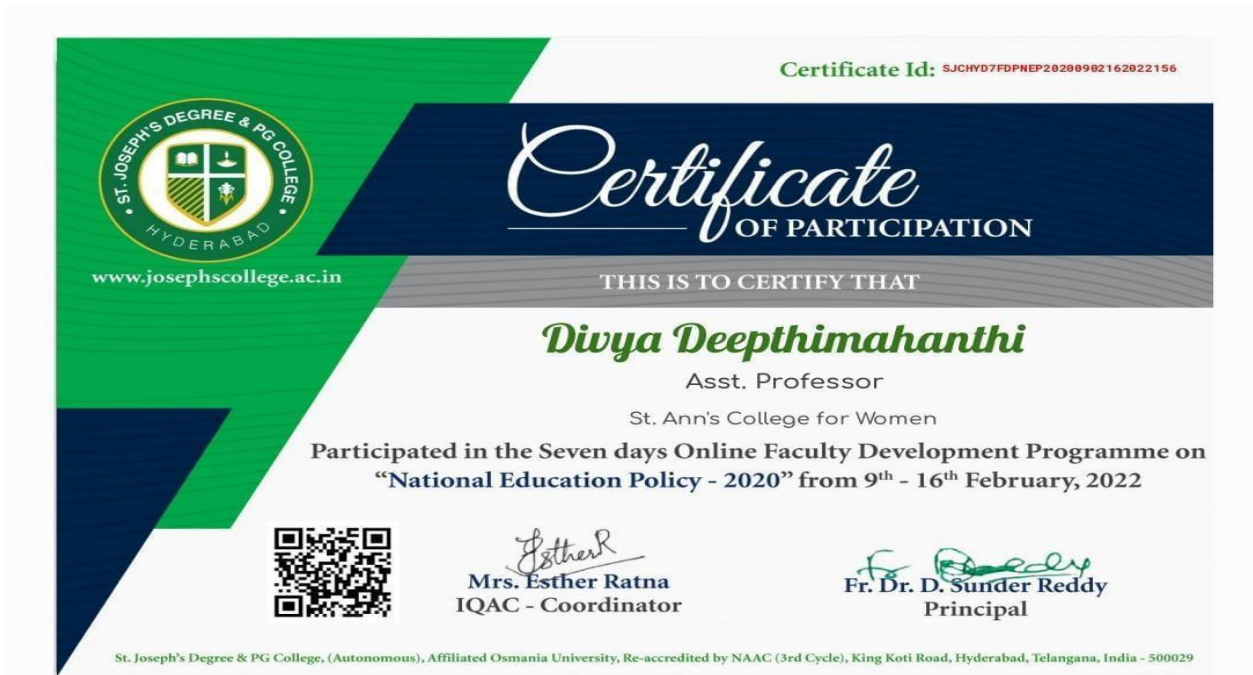 Certificate Id: SJCHYD7FDPNEP20200902162022156
ST. JOSEPH'S DEGREE & PG COLLEGE
HYDERABAD
www.josephscollege.ac.in
Certificate
OF PARTICIPATION
THIS IS TO CERTIFY THAT
Divya Deepthimahanthi
Asst. Professor
St. Ann's College for Women
Participated in the Seven days Online Faculty Development Programme on
“National Education Policy - 2020” from 9th - 16th February, 2022
EstherR
Mrs. Esther Ratna
IQAC - Coordinator
Fr. Dr. D. Sunder Reddy
Principal
St. Joseph's Degree & PG College, (Autonomous), Affiliated Osmania University, Re-accredited by NAAC (3rd Cycle), King Koti Road, Hyderabad, Telangana, India - 500029